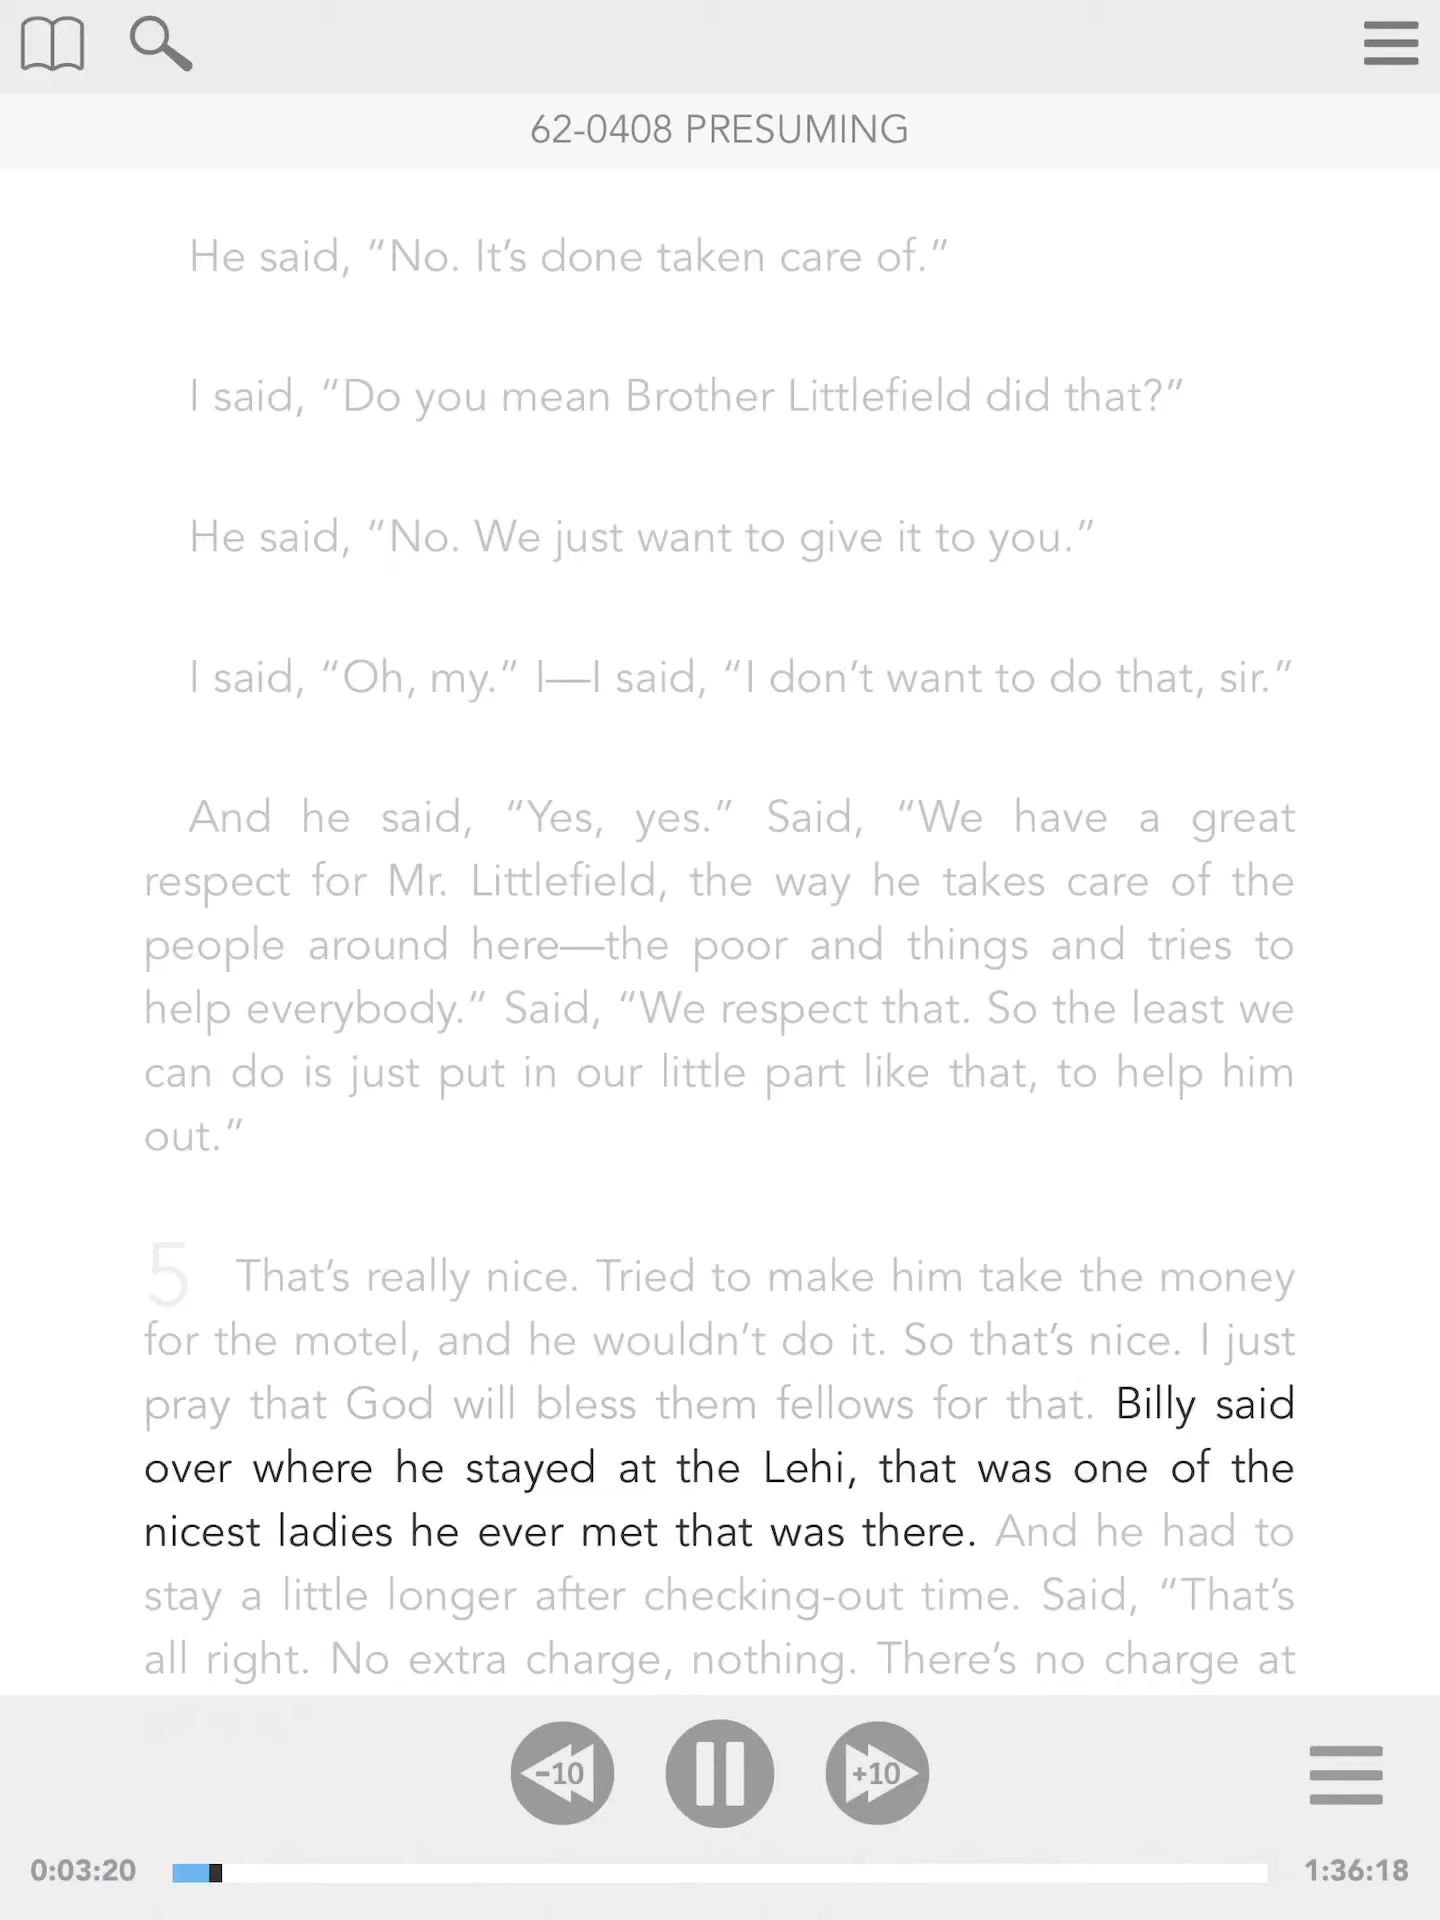 62-0408 PRESUMING
He said, “No. It’s done taken care of.”
I said, “Do you mean Brother Littlefield did that?”
He said, “No. We just want to give it to you.”
I said, “Oh, my.” I—I said, “I don’t want to do that, sir.”
And he said, “Yes, yes.” Said, “We have a great
respect for Mr. Littlefield, the way he takes care of the
people around here—the poor and things and tries to
help everybody.” Said, “We respect that. So the least we
can do is just put in our little part like that, to help him
out.”
5 That’s really nice. Tried to make him take the money
for the motel, and he wouldn’t do it. So that’s nice. I just
pray that God will bless them fellows for that. Billy said
over where he stayed at the Lehi, that was one of the
nicest ladies he ever met that was there. And he had to
stay a little longer after checking-out time. Said, “That’s
all right. No extra charge, nothing. There’s no charge at
-10 +10
0:03:20 1:36:18